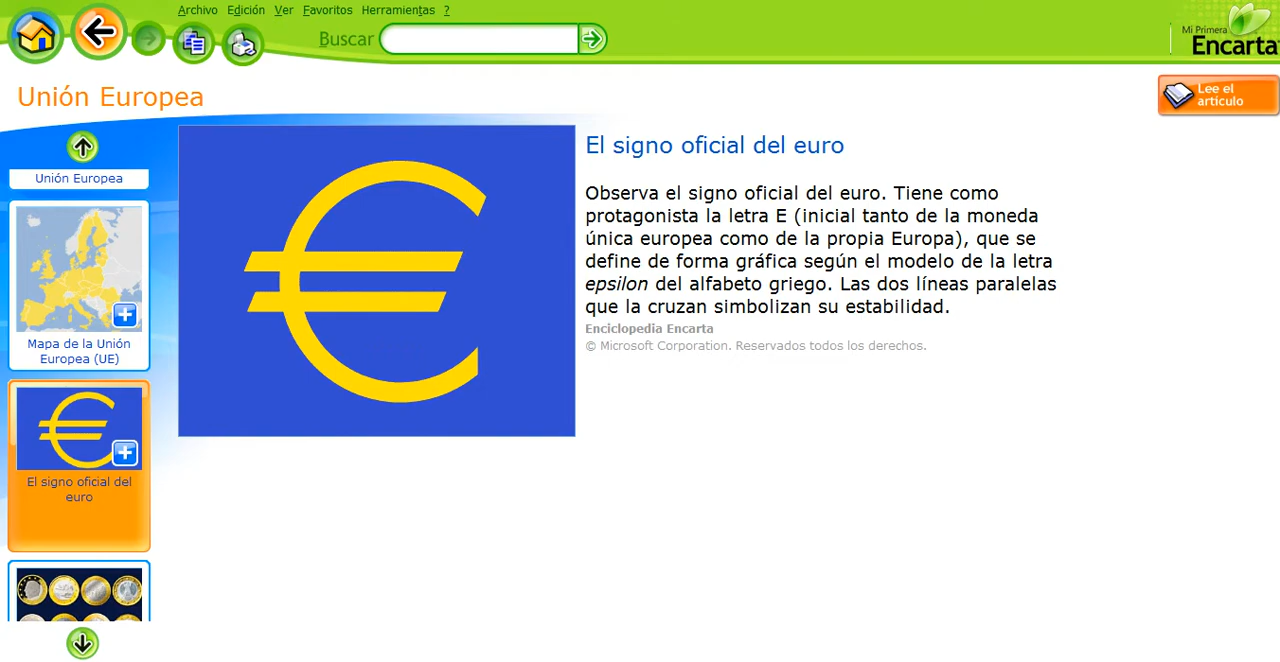 Archivo Edición Ver Favoritos Herramientas ?
Buscar
Mi Primera
Encarta
Unión Europea
Lee el
artículo
Unión Europea
Mapa de la Unión
Europea (UE)
El signo oficial del
euro
El signo oficial del euro
Observa el signo oficial del euro. Tiene como
protagonista la letra E (inicial tanto de la moneda
única europea como de la propia Europa), que se
define de forma gráfica según el modelo de la letra
epsilon del alfabeto griego. Las dos líneas paralelas
que la cruzan simbolizan su estabilidad.
Enciclopedia Encarta
© Microsoft Corporation. Reservados todos los derechos.